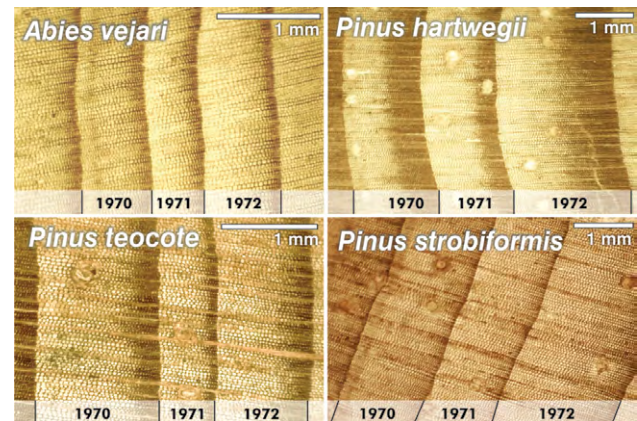 Abies vejari
1 mm
1970 1971 1972
Pinus hartwegii
1 mm
1970 1971 1972
Pinus teocote
1 mm
1970 1971 1972
Pinus strobiformis
1 mm
1970 1971 1972